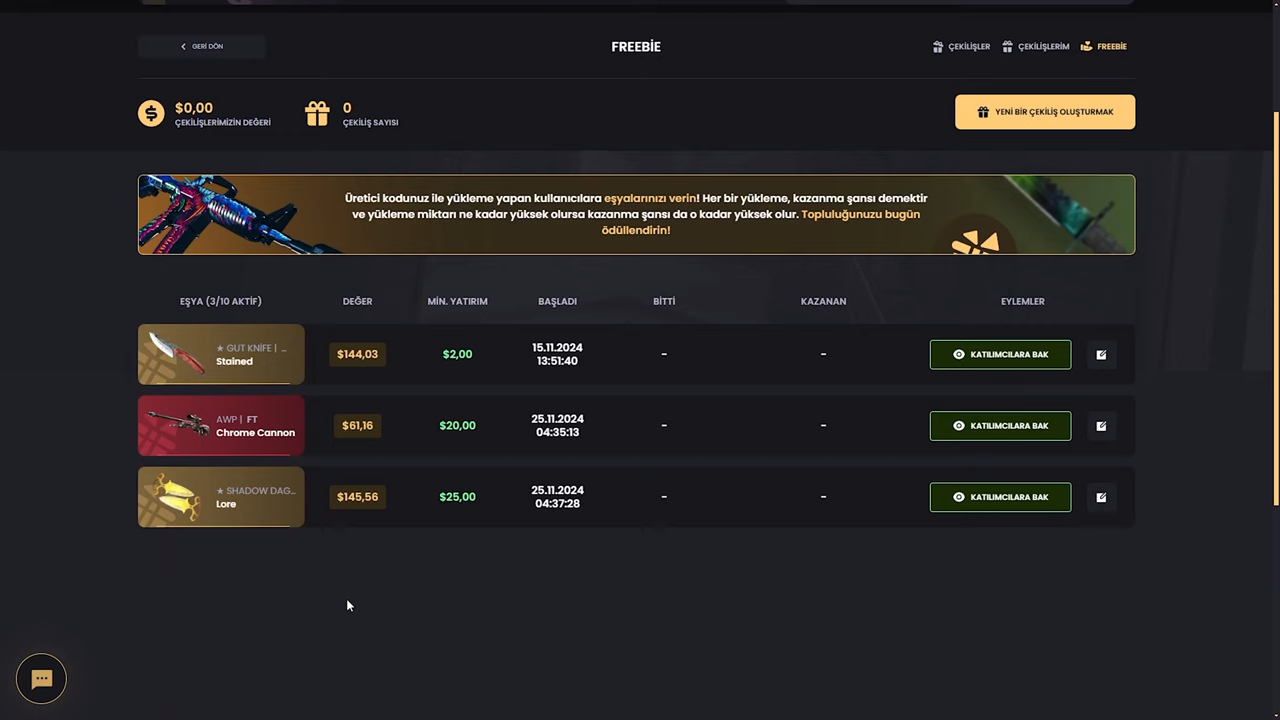 GERİ DÖN
FREEBİE
ÇEKİLİŞLER
ÇEKİLİŞLERİM
FREEBİE
$0,00
ÇEKİLİŞLERİMİZİN DEĞERİ
0
ÇEKİLİŞ SAYISI
YENİ BİR ÇEKİLİŞ OLUŞTURMAK
Üretici kodunuz ile yükleme yapan kullanıcılara eşyalarınızı verin! Her bir yükleme, kazanma şansı demektir
ve yükleme miktarı ne kadar yüksek olursa kazanma şansı da o kadar yüksek olur. Topluluğunuzu bugün
ödüllendirin!
EŞYA (3/10 AKTİF)
DEĞER
MİN. YATIRIM
BAŞLADI
BİTTİ
KAZANAN
EYLEMLER
★ GUT KNİFE | ...
Stained
$144,03
$2,00
15.11.2024
13:51:40
-
-
KATILIMCILARA BAK
AWP | FT
Chrome Cannon
$61,16
$20,00
25.11.2024
04:35:13
-
-
KATILIMCILARA BAK
★ SHADOW DAG...
Lore
$145,56
$25,00
25.11.2024
04:37:28
-
-
KATILIMCILARA BAK